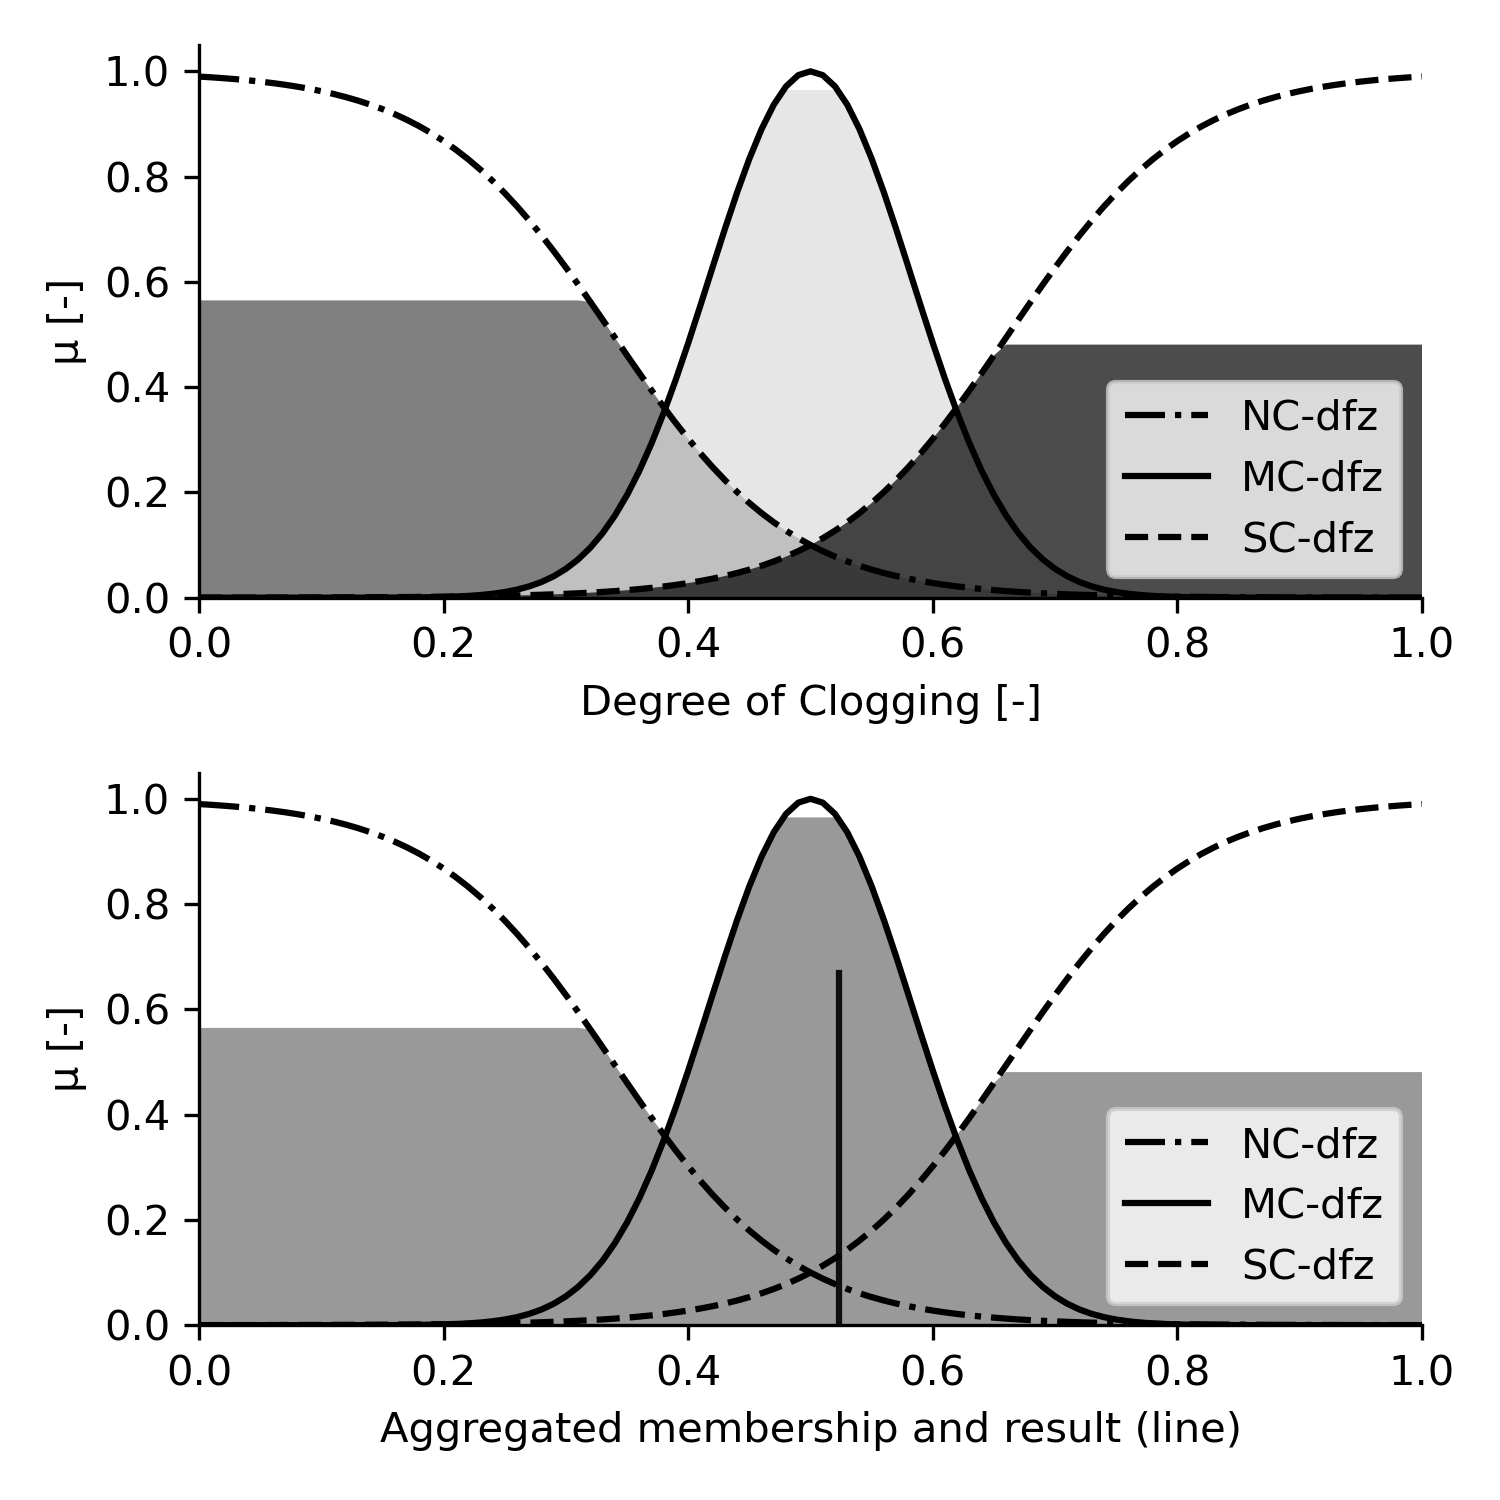 1.0
0.8
0.6
0.4
0.2
0.0
μ [-]
0.0 0.2 0.4 0.6 0.8 1.0
Degree of Clogging [-]
NC-dfz
MC-dfz
SC-dfz
1.0
0.8
0.6
0.4
0.2
0.0
μ [-]
0.0 0.2 0.4 0.6 0.8 1.0
Aggregated membership and result (line)
NC-dfz
MC-dfz
SC-dfz